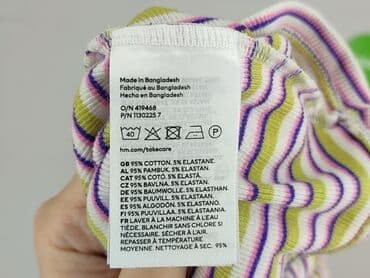 Made in Bangladesh
Fabriqué au Bangladesh
Hecho en Bangladesh
O/N 419468
P/N 1130225 7
40
P
hm.com/takecare
GB 95% COTTON, 5% ELASTANE.
AL 95% PAMBUK, 5% ELASTAN.
CAT 95% COTÓ, 5% ELASTÀ.
CZ 95% BAVLNA, 5% ELASTAN.
DE 95% BAUMWOLLE, 5% ELASTHAN.
EE 95% PUUVILL, 5% ELASTAAN.
ES 95% ALGODÓN, 5% ELASTANO.
FI 95% PUUVILLAA, 5% ELASTAANIA.
FR LAVER À LA MACHINE À L'EAU
TIÈDE. BLANCHIR SANS CHLORE SI
NÉCESSAIRE. SÉCHER À L'AIR.
REPASSER À TEMPÉRATURE
MOYENNE. NETTOYAGE À SEC. 95%